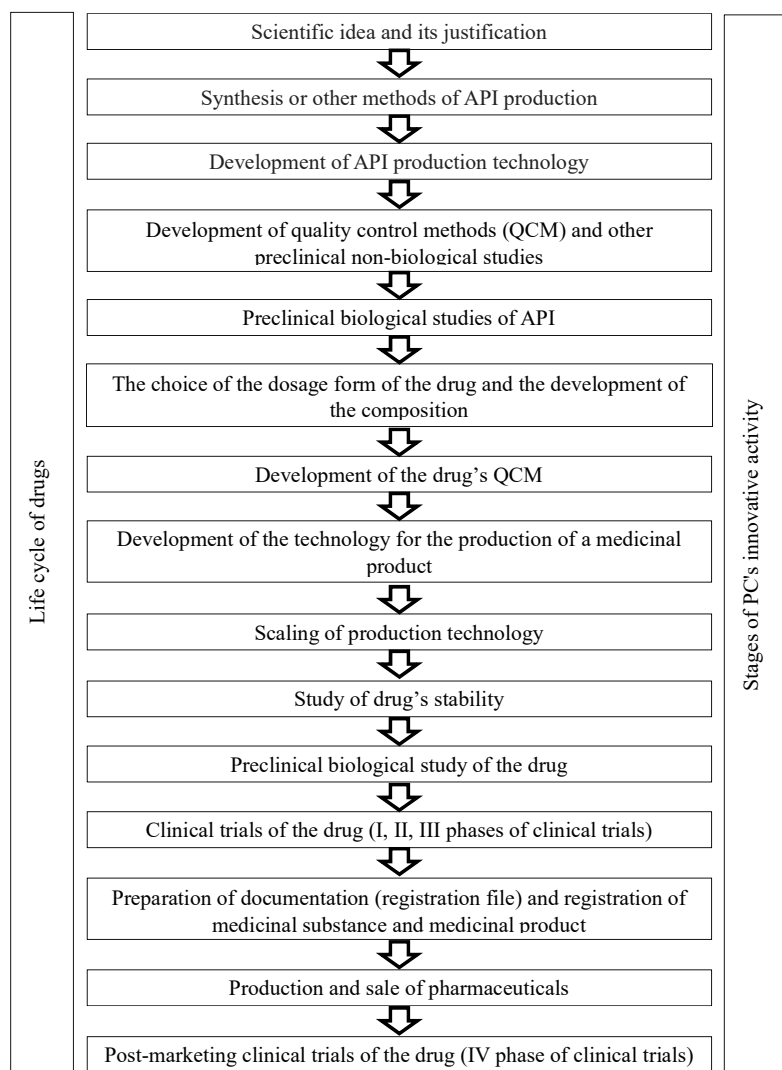 Life cycle of drugs
Scientific idea and its justification
Synthesis or other methods of API production
Development of API production technology
Development of quality control methods (QCM) and other
preclinical non-biological studies
Preclinical biological studies of API
The choice of the dosage form of the drug and the development of
the composition
Development of the drug's QCM
Development of the technology for the production of a medicinal
product
Scaling of production technology
Study of drug's stability
Preclinical biological study of the drug
Clinical trials of the drug (I, II, III phases of clinical trials)
Preparation of documentation (registration file) and registration of
medicinal substance and medicinal product
Production and sale of pharmaceuticals
Post-marketing clinical trials of the drug (IV phase of clinical trials)
Stages of PC's innovative activity